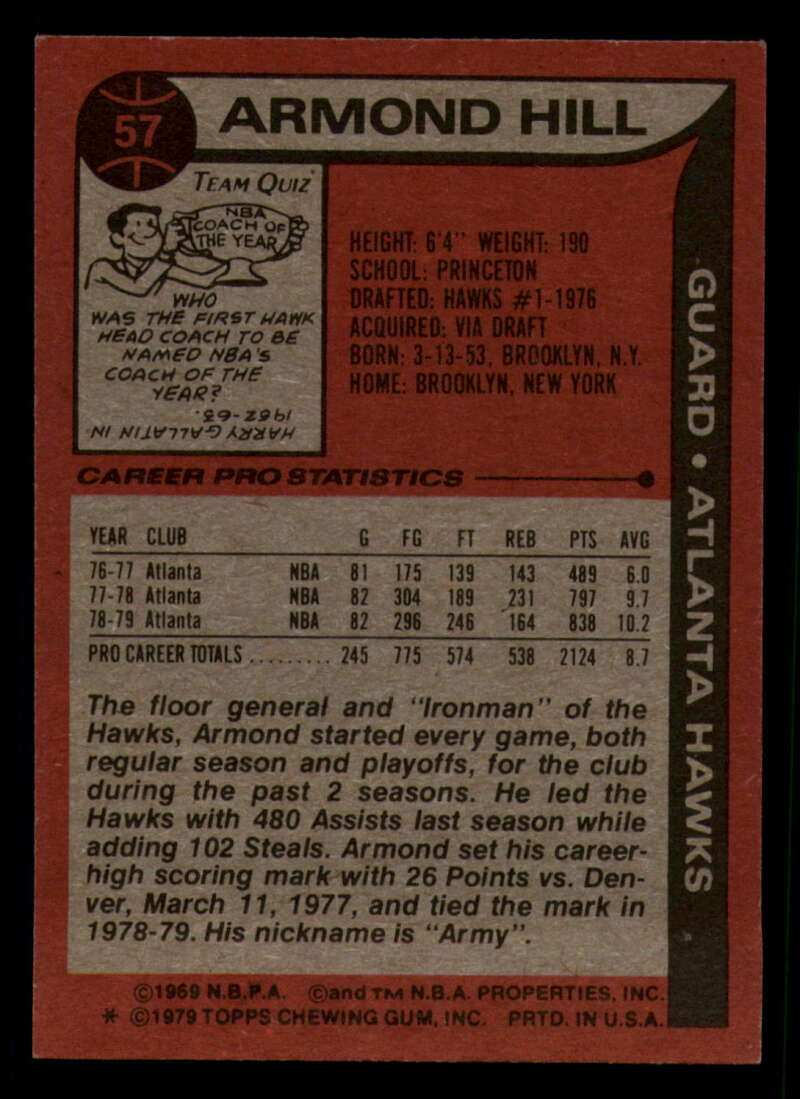 57
ARMOND HILL
TEAM QUIZ
NBA
COACH OF
THE YEAR
WHO
WAS THE FIRST HAWK
HEAD COACH TO BE
NAMED NBA'S
COACH OF THE
YEAR?
HARRY GALLATIN IN
1962-63.
HEIGHT: 6'4" WEIGHT: 190
SCHOOL: PRINCETON
DRAFTED: HAWKS #1-1976
ACQUIRED: VIA DRAFT
BORN: 3-13-53, BROOKLYN, N.Y.
HOME: BROOKLYN, NEW YORK
GUARD • ATLANTA HAWKS
CAREER PRO STATISTICS
YEAR CLUB G FG FT REB PTS AVG
76-77 Atlanta NBA 81 175 139 143 489 6.0
77-78 Atlanta NBA 82 304 189 231 797 9.7
78-79 Atlanta NBA 82 296 246 164 838 10.2
PRO CAREER TOTALS ......... 245 775 574 538 2124 8.7
The floor general and "Ironman" of the
Hawks, Armond started every game, both
regular season and playoffs, for the club
during the past 2 seasons. He led the
Hawks with 480 Assists last season while
adding 102 Steals. Armond set his career-
high scoring mark with 26 Points vs. Den-
ver, March 11, 1977, and tied the mark in
1978-79. His nickname is "Army".
©1969 N.B.P.A. ©and TM N.B.A. PROPERTIES, INC.
* ©1979 TOPPS CHEWING GUM, INC. PRTD. IN U.S.A.